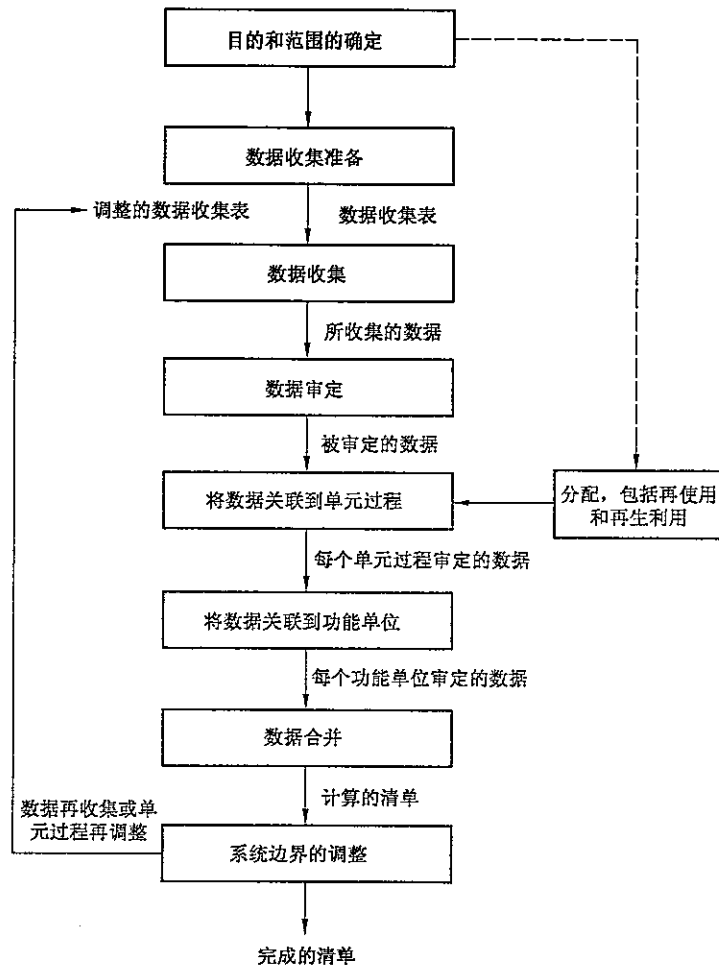 目的和范围的确定
数据收集准备
调整的数据收集表
数据收集表
数据收集
所收集的数据
数据审定
被审定的数据
将数据关联到单元过程
分配，包括再使用
和再生利用
每个单元过程审定的数据
将数据关联到功能单位
每个功能单位审定的数据
数据合并
计算的清单
数据再收集或单
元过程再调整
系统边界的调整
完成的清单